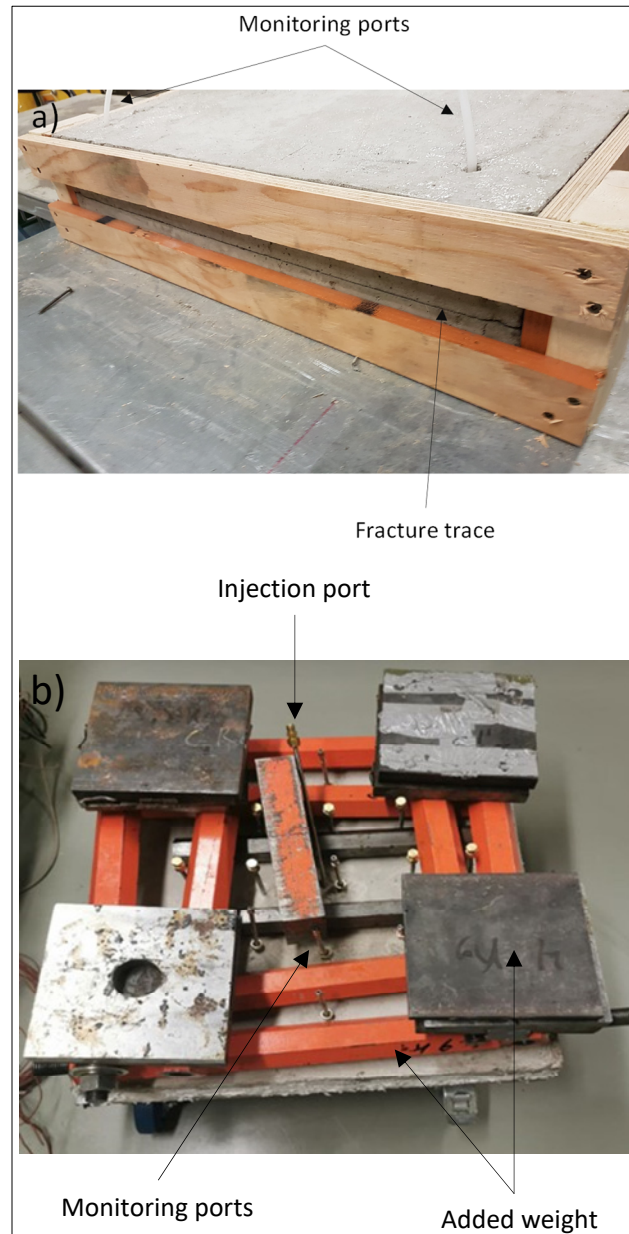 Monitoring ports
a)
Fracture trace
Injection port
b)
Monitoring ports
Added weight